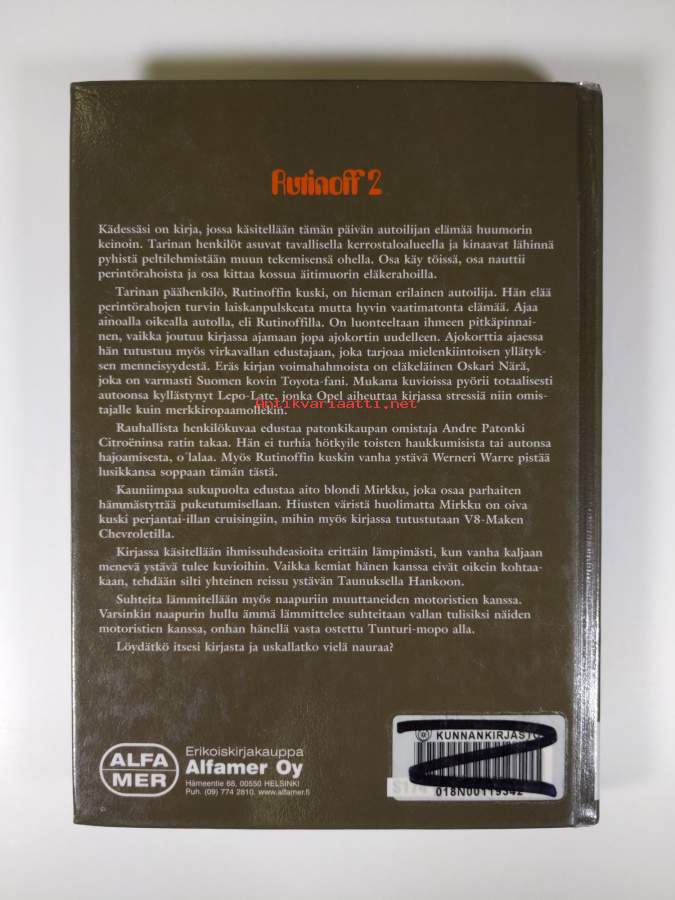 Rutinoff 2
Kädessäsi on kirja, jossa käsitellään tämän päivän autoilijan elämää huumorin
keinoin. Tarinan henkilöt asuvat tavallisella kerrostaloalueella ja kinaavat lähinnä
pyhistä peltilehmistään muun tekemisensä ohella. Osa käy töissä, osa nauttii
perintörahoista ja osa kittaa kossua äitimuorin eläkerahoilla.
Tarinan päähenkilö, Rutinoffin kuski, on hieman erilainen autoilija. Hän elää
perintörahojen turvin laiskanpulskeata mutta hyvin vaatimatonta elämää. Ajaa
ainoalla oikealla autolla, eli Rutinoffilla. On luonteeltaan ihmeen pitkäpinnai-
nen, vaikka joutuu kirjassa ajamaan jopa ajokortin uudelleen. Ajokorttia ajaessa
hän tutustuu myös virkavallan edustajaan, joka tarjoaa mielenkiintoisen yllätyk-
sen menneisyydestä. Eräs kirjan voimahahmoista on eläkeläinen Oskari Närä,
joka on varmasti Suomen kovin Toyota-fani. Mukana kuvioissa pyörii totaalisesti
autoonsa kyllästynyt Lepo-Late, jonka Opel aiheuttaa kirjassa stressiä niin omis-
tajalle kuin merkkiropaamollekin.
antikvariaatti.net
Rauhallista henkilökuvaa edustaa patonkikaupan omistaja Andre Patonki
Citroëninsa ratin takaa. Hän ei turhia hötkyile toisten haukkumisista tai autonsa
hajoamisesta, o´lalaa. Myös Rutinoffin kuskin vanha ystävä Werneri Warre pistää
lusikkansa soppaan tämän tästä.
Kauniimpaa sukupuolta edustaa aito blondi Mirkku, joka osaa parhaiten
hämmästyttää pukeutumisellaan. Hiusten väristä huolimatta Mirkku on oiva
kuski perjantai-illan cruisingiin, mihin myös kirjassa tutustutaan V8-Maken
Chevroletilla.
Kirjassa käsitellään ihmissuhdeasioita erittäin lämpimästi, kun vanha kaljaan
menevä ystävä tulee kuvioihin. Vaikka kemiat hänen kanssa eivät oikein kohtaa-
kaan, tehdään silti yhteinen reissu ystävän Taunuksella Hankoon.
Suhteita lämmitellään myös naapuriin muuttaneiden motoristien kanssa.
Varsinkin naapurin hullu ämmä lämmittelee suhteitaan vallan tulisiksi näiden
motoristien kanssa, onhan hänellä vasta ostettu Tunturi-mopo alla.
Löydätkö itsesi kirjasta ja uskallatko vielä nauraa?
ALFA
MER
Erikoiskirjakauppa
Alfamer Oy
Hämeentie 68, 00550 HELSINKI
Puh. (09) 774 2810, www.alfamer.fi
KUNNANKIRJASTO
018N00119342